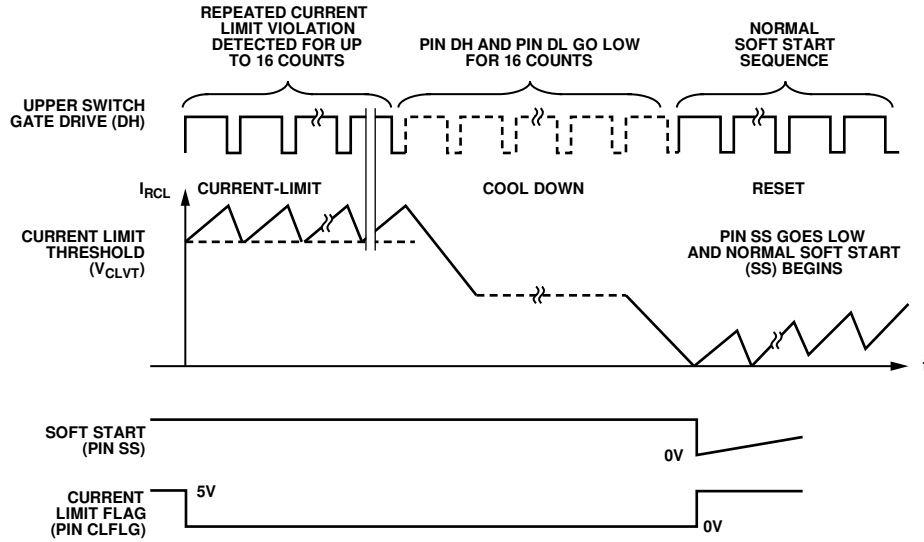 REPEATED CURRENT
LIMIT VIOLATION
DETECTED FOR UP
TO 16 COUNTS
PIN DH AND PIN DL GO LOW
FOR 16 COUNTS
NORMAL
SOFT START
SEQUENCE
UPPER SWITCH
GATE DRIVE (DH)
IRCL
CURRENT-LIMIT
COOL DOWN
RESET
CURRENT LIMIT
THRESHOLD
(VCLVT)
PIN SS GOES LOW
AND NORMAL SOFT START
(SS) BEGINS
SOFT START
(PIN SS)
0V
CURRENT
LIMIT FLAG
(PIN CLFLG)
5V
0V